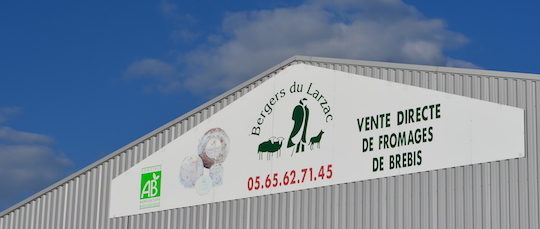 Bergers du Larzac
VENTE DIRECTE
DE FROMAGES
DE BREBIS
05.65.62.71.45
AB